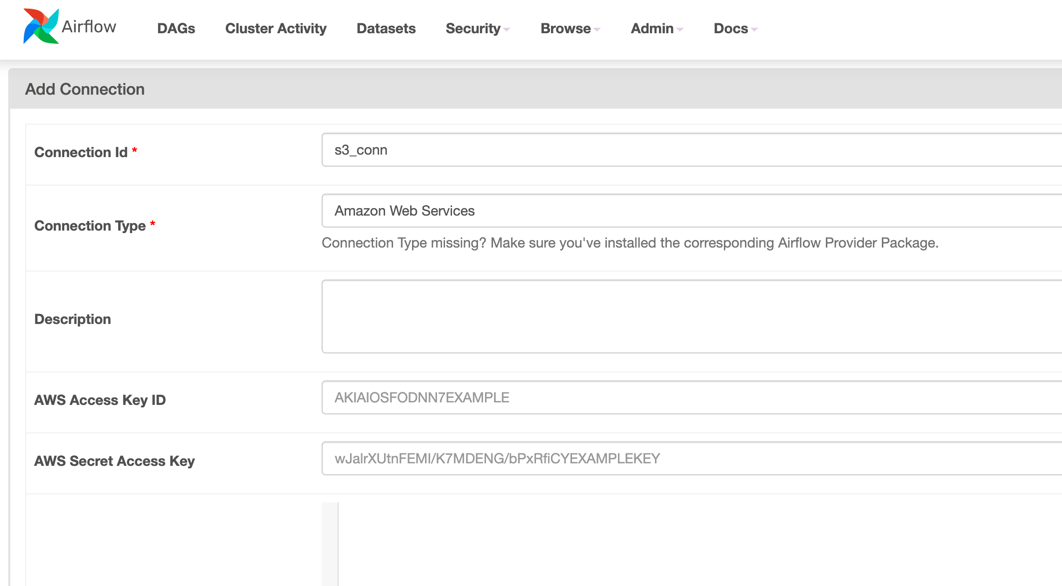 Airflow DAGs Cluster Activity Datasets Security Browse Admin Docs
Add Connection
Connection Id *
s3_conn
Connection Type *
Amazon Web Services
Connection Type missing? Make sure you've installed the corresponding Airflow Provider Package.
Description
AWS Access Key ID
AKIAIOSFODNN7EXAMPLE
AWS Secret Access Key
wJalrXUtnFEMI/K7MDENG/bPxRfiCYEXAMPLEKEY